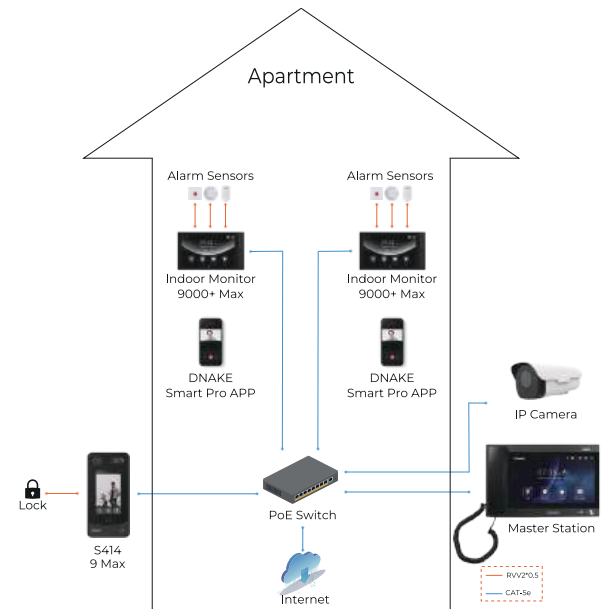 Apartment
Alarm Sensors
Alarm Sensors
Indoor Monitor
9000+ Max
Indoor Monitor
9000+ Max
DNAKE
Smart Pro APP
DNAKE
Smart Pro APP
IP Camera
Lock
S414
9 Max
PoE Switch
Master Station
Internet
RVV2*0.5
CAT-5e